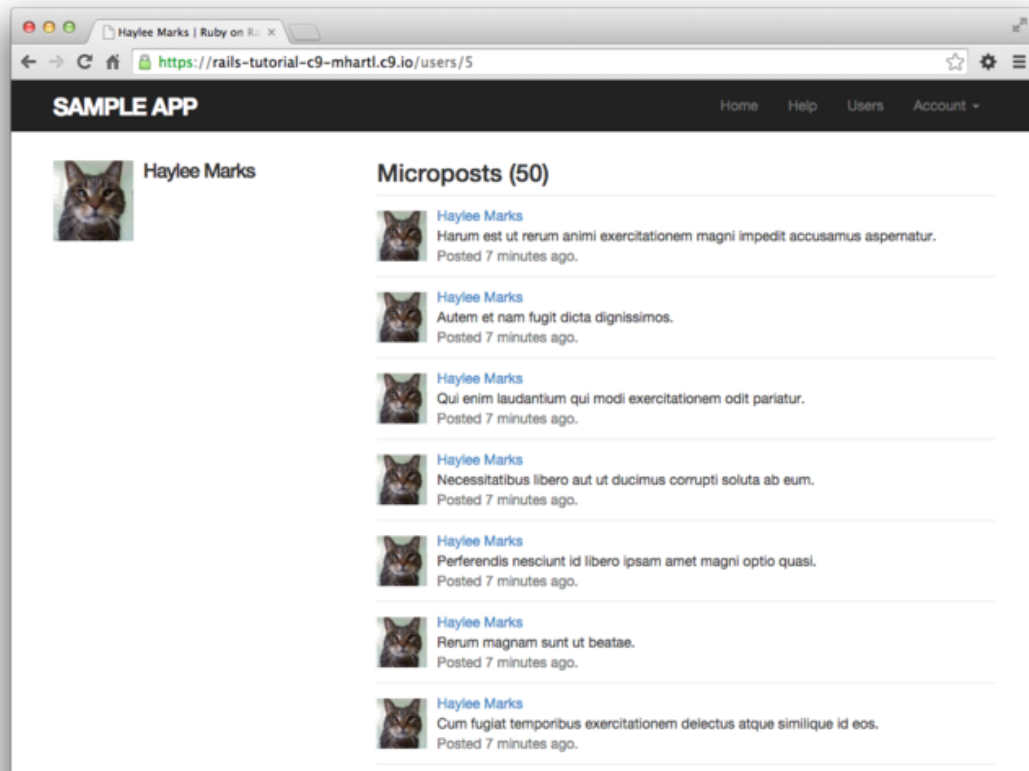 Haylee Marks | Ruby on Ra
https://rails-tutorial-c9-mhartl.c9.io/users/5
SAMPLE APP
Home Help Users Account
Haylee Marks
Microposts (50)
Haylee Marks
Harum est ut rerum animi exercitationem magni impedit accusamus aspernatur.
Posted 7 minutes ago.
Haylee Marks
Autem et nam fugit dicta dignissimos.
Posted 7 minutes ago.
Haylee Marks
Qui enim laudantium qui modi exercitationem odit pariatur.
Posted 7 minutes ago.
Haylee Marks
Necessitatibus libero aut ut ducimus corrupti soluta ab eum.
Posted 7 minutes ago.
Haylee Marks
Perferendis nesciunt id libero ipsam amet magni optio quasi.
Posted 7 minutes ago.
Haylee Marks
Rerum magnam sunt ut beatae.
Posted 7 minutes ago.
Haylee Marks
Cum fugiat temporibus exercitationem delectus atque similique id eos.
Posted 7 minutes ago.